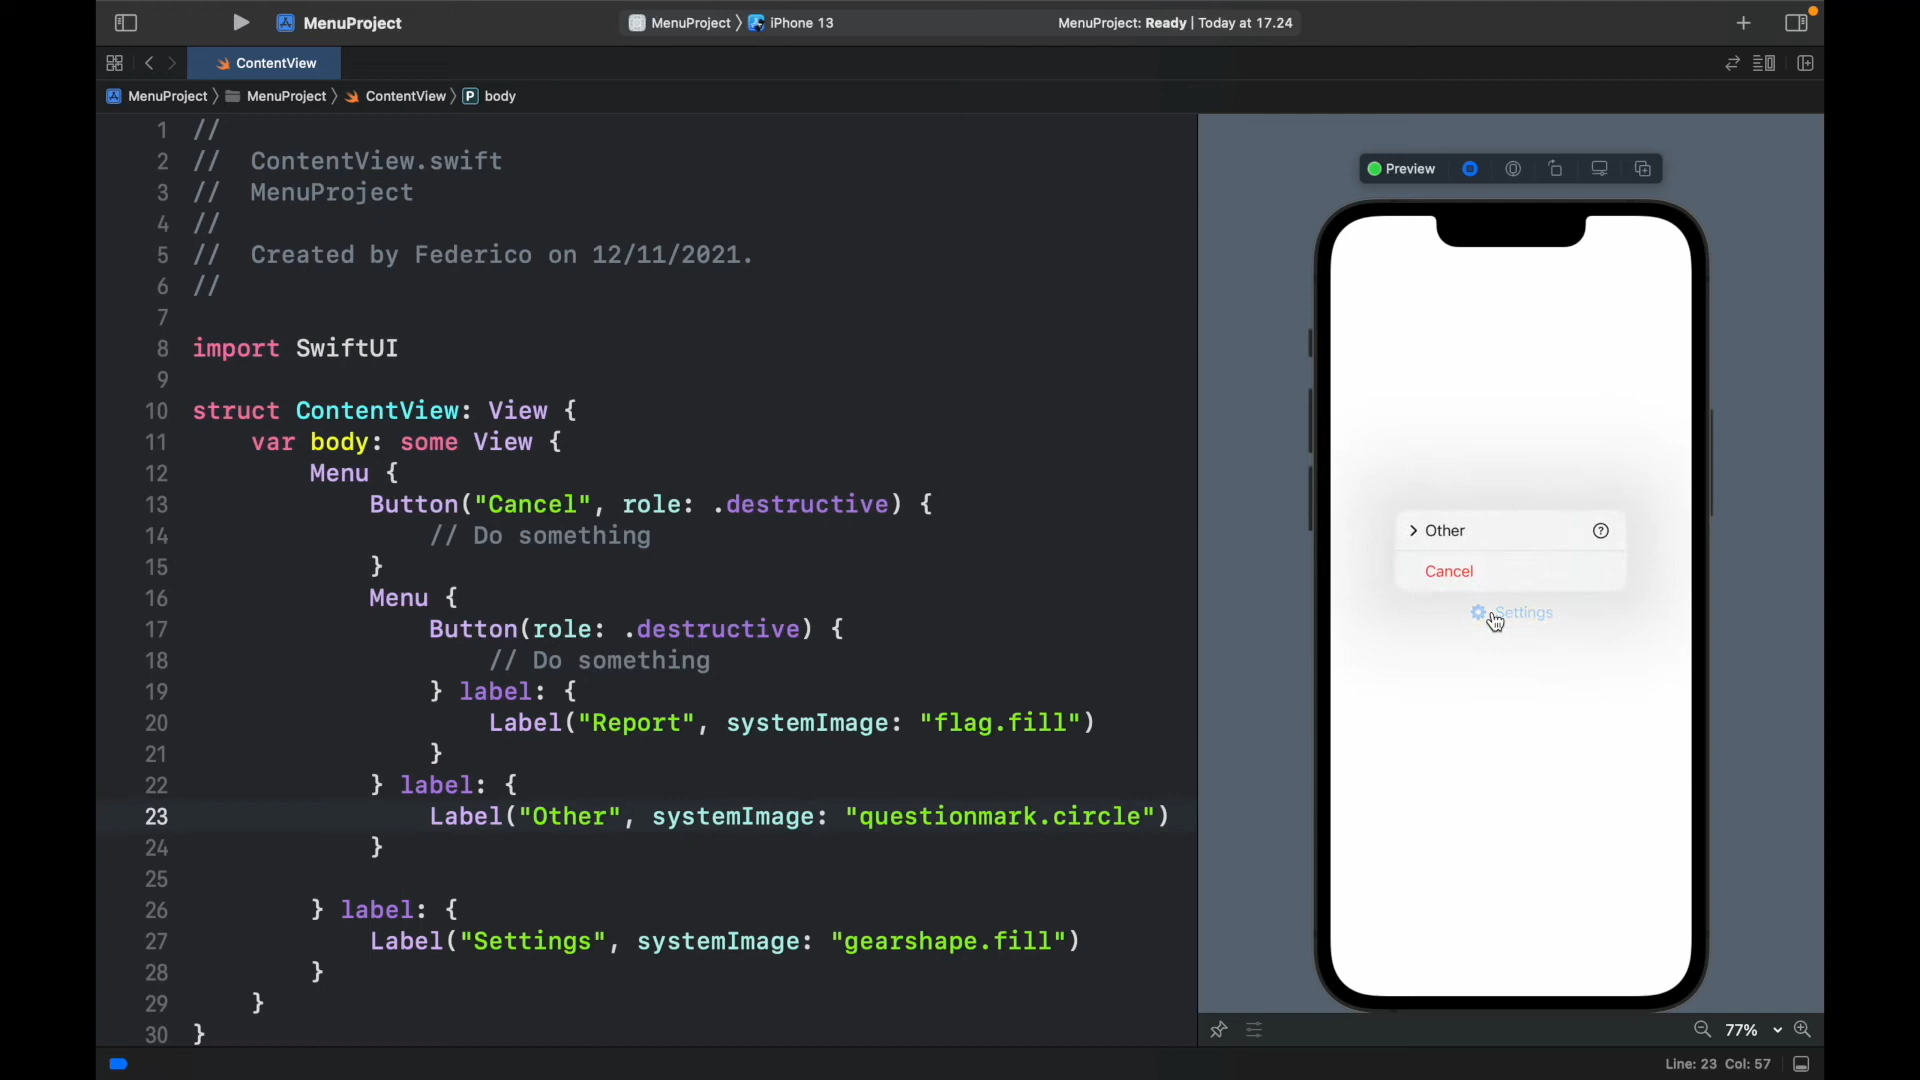 MenuProject
MenuProject 〉 iPhone 13
MenuProject: Ready | Today at 17.24
ContentView
MenuProject 〉 MenuProject 〉 ContentView 〉 P body
1 //
2 //  ContentView.swift
3 //  MenuProject
4 //
5 //  Created by Federico on 12/11/2021.
6 //
7
8 import SwiftUI
9
10 struct ContentView: View {
11     var body: some View {
12         Menu {
13             Button("Cancel", role: .destructive) {
14                 // Do something
15             }
16             Menu {
17                 Button(role: .destructive) {
18                     // Do something
19                 } label: {
20                     Label("Report", systemImage: "flag.fill")
21                 }
22             } label: {
23                 Label("Other", systemImage: "questionmark.circle")
24             }
25
26         } label: {
27             Label("Settings", systemImage: "gearshape.fill")
28         }
29     }
30 }
Preview
Other
Cancel
Settings
77%
Line: 23 Col: 57